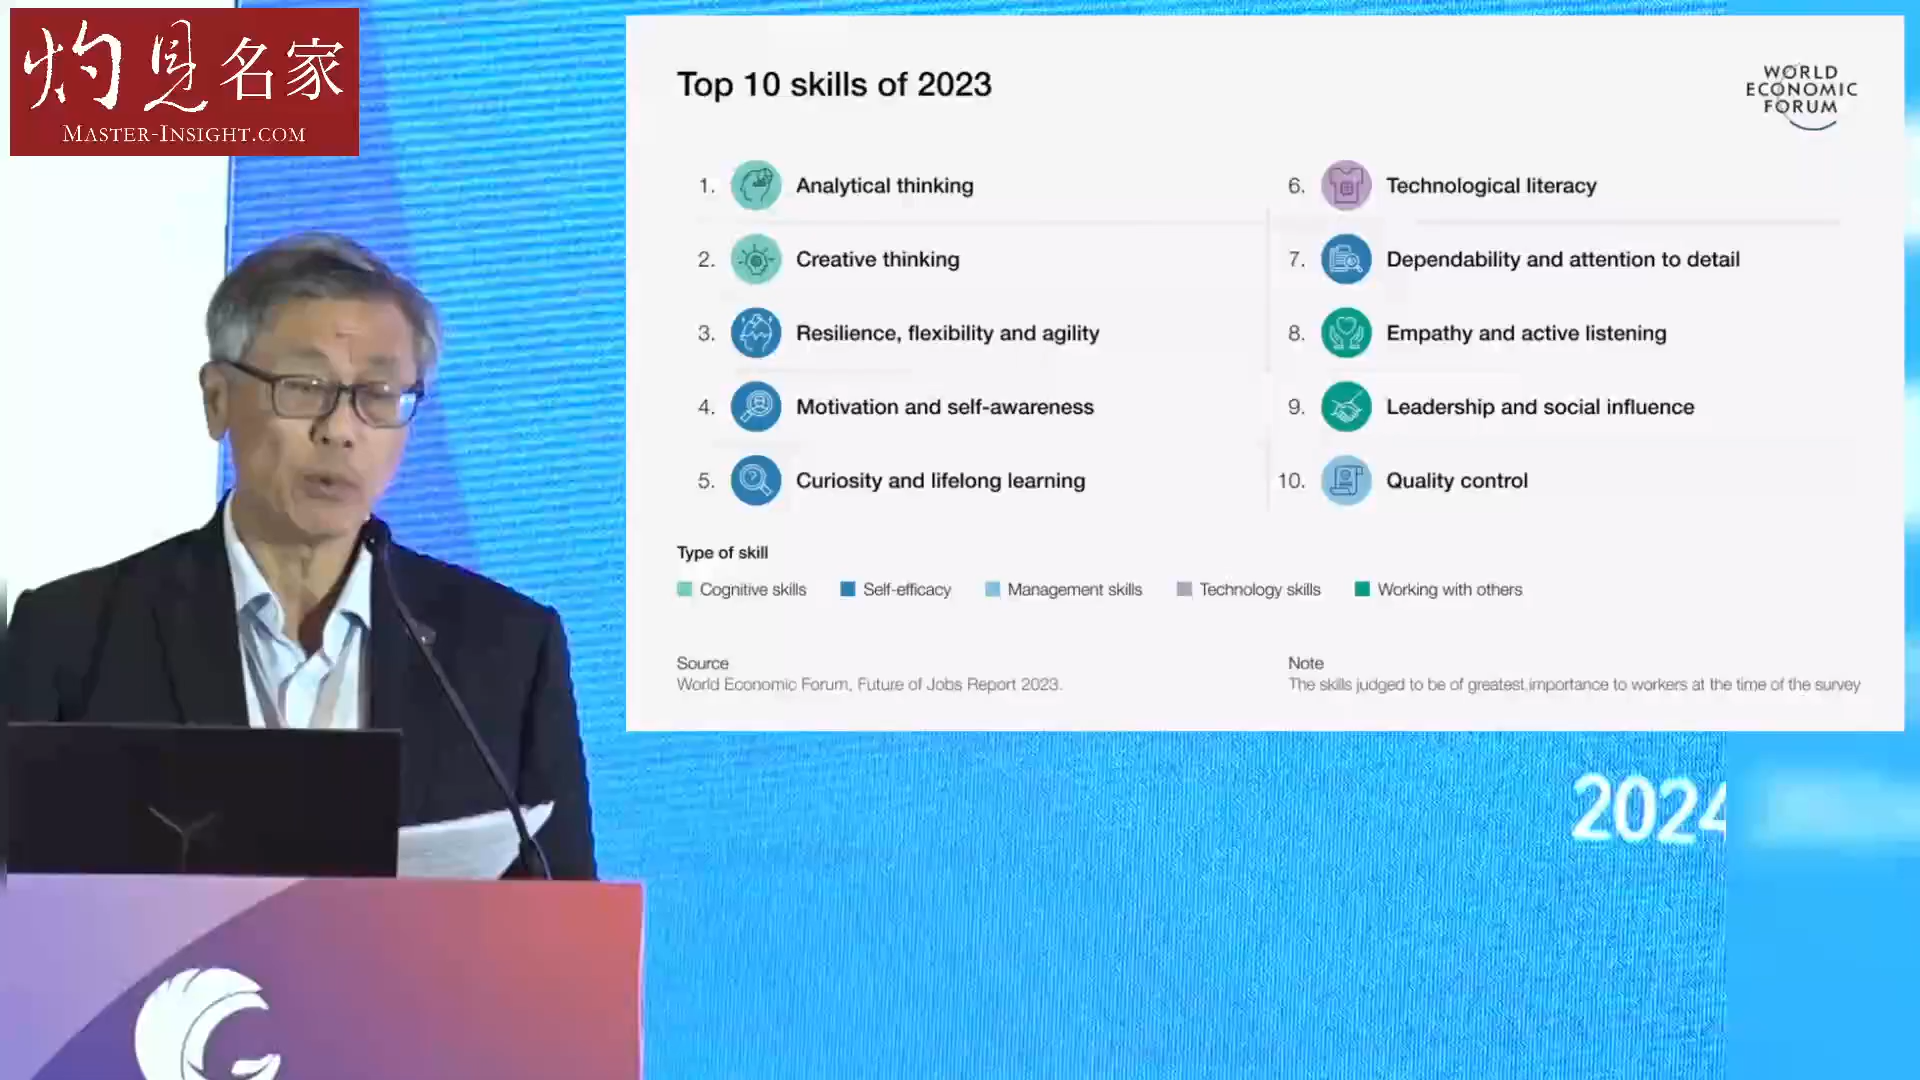 灼見名家
MASTER-INSIGHT.COM
Top 10 skills of 2023
WORLD
ECONOMIC
FORUM
1. Analytical thinking
2. Creative thinking
3. Resilience, flexibility and agility
4. Motivation and self-awareness
5. Curiosity and lifelong learning
6. Technological literacy
7. Dependability and attention to detail
8. Empathy and active listening
9. Leadership and social influence
10. Quality control
Type of skill
Cognitive skills
Self-efficacy
Management skills
Technology skills
Working with others
Source
World Economic Forum, Future of Jobs Report 2023.
Note
The skills judged to be of greatest importance to workers at the time of the survey
2024